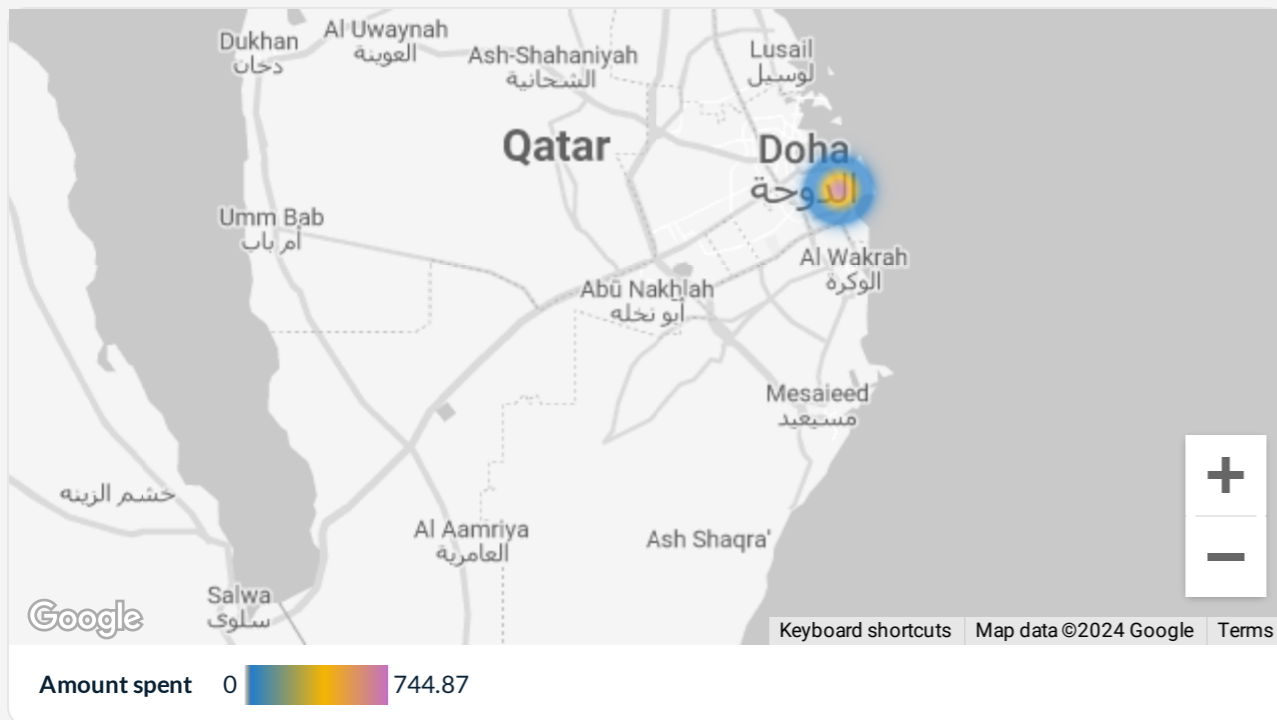 Dukhan
دخان
Al Uwaynah
العوينة
Ash-Shahaniyah
الشحانية
Lusail
لوسيل
Qatar
Doha
الدوحة
Umm Bab
أم باب
Al Wakrah
الوكرة
Abū Nakhlah
أبو نخله
Mesaieed
مسيعيد
خشم الزينه
Al Aamriya
العامرية
Ash Shaqra'
Salwa
سلوى
Google
Keyboard shortcuts
Map data ©2024 Google
Terms
Amount spent 0 744.87